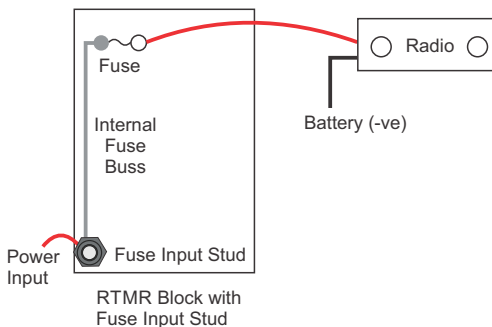 Fuse
Radio
Battery (-ve)
Internal
Fuse
Buss
Power
Input
Fuse Input Stud
RTMR Block with
Fuse Input Stud